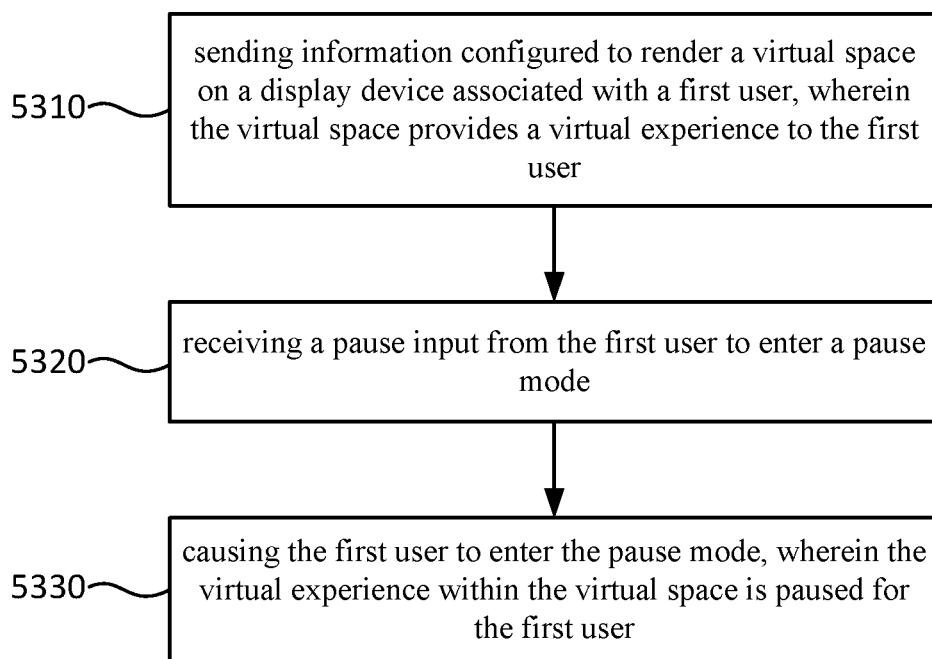 sending information configured to render a virtual space
on a display device associated with a first user, wherein
the virtual space provides a virtual experience to the first
user
5310
receiving a pause input from the first user to enter a pause
mode
5320
causing the first user to enter the pause mode, wherein the
virtual experience within the virtual space is paused for
the first user
5330